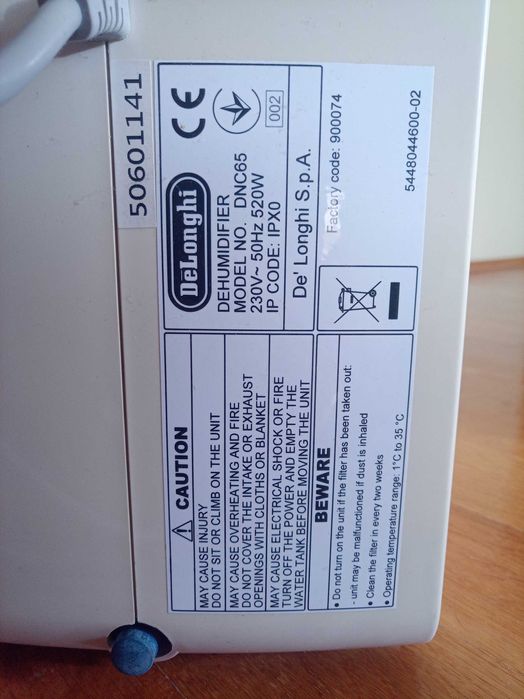 50601141
DeLonghi
CE
002
DEHUMIDIFIER
MODEL NO. DNC65
230V~ 50Hz 520W
IP CODE: IPX0
De' Longhi S.p.A.
Factory code: 900074
5448044600-02
CAUTION
MAY CAUSE INJURY
DO NOT SIT OR CLIMB ON THE UNIT
MAY CAUSE OVERHEATING AND FIRE
DO NOT COVER THE INTAKE OR EXHAUST
OPENINGS WITH CLOTHS OR BLANKET
MAY CAUSE ELECTRICAL SHOCK OR FIRE
TURN OFF THE POWER AND EMPTY THE
WATER TANK BEFORE MOVING THE UNIT
BEWARE
• Do not turn on the unit if the filter has been taken out:
- unit may be malfunctioned if dust is inhaled
• Clean the filter in every two weeks
• Operating temperature range: 1°C to 35 °C